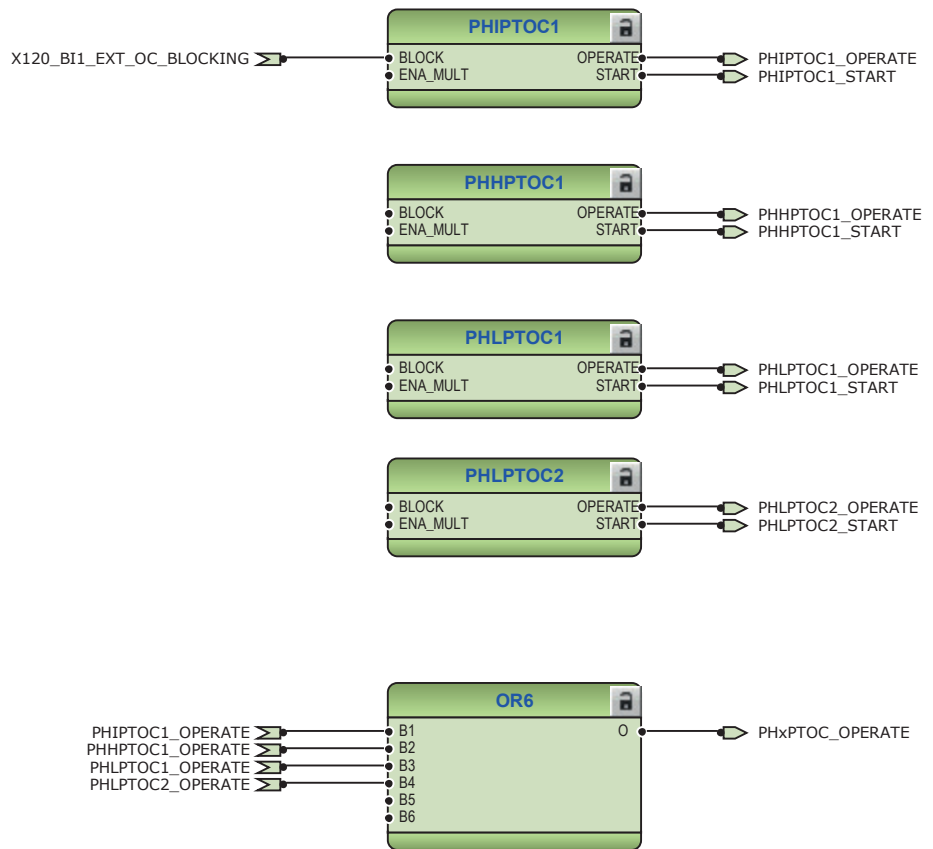 PHIPTOC1
X120_BI1_EXT_OC_BLOCKING BLOCK OPERATE PHIPTOC1_OPERATE
ENA_MULT START PHIPTOC1_START
PHHPTOC1
BLOCK OPERATE PHHPTOC1_OPERATE
ENA_MULT START PHHPTOC1_START
PHLPTOC1
BLOCK OPERATE PHLPTOC1_OPERATE
ENA_MULT START PHLPTOC1_START
PHLPTOC2
BLOCK OPERATE PHLPTOC2_OPERATE
ENA_MULT START PHLPTOC2_START
OR6
PHIPTOC1_OPERATE B1 O PHxPTOC_OPERATE
PHHPTOC1_OPERATE B2
PHLPTOC1_OPERATE B3
PHLPTOC2_OPERATE B4
B5
B6